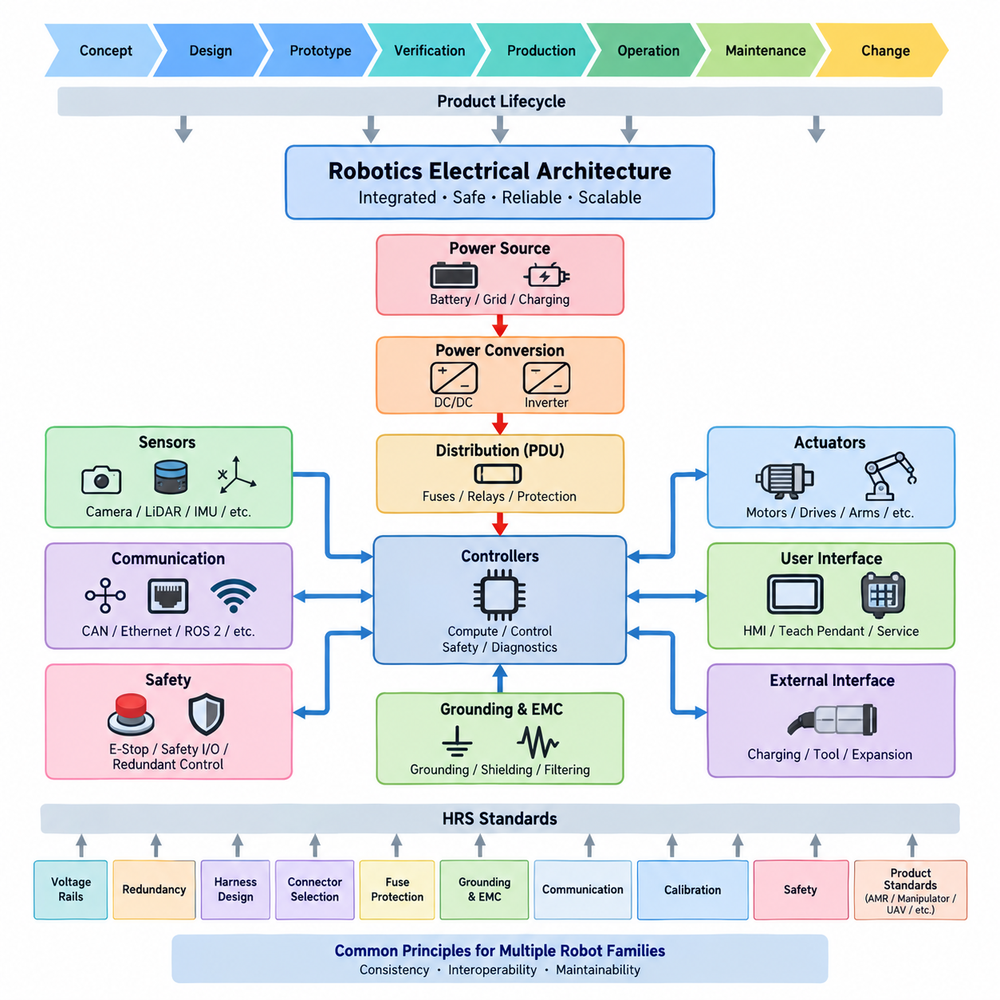 Concept
Design
Prototype
Verification
Production
Operation
Maintenance
Change
Product Lifecycle
Robotics Electrical Architecture
Integrated · Safe · Reliable · Scalable
Power Source
Battery / Grid / Charging
Power Conversion
DC/DC
Inverter
Distribution (PDU)
Fuses / Relays / Protection
Sensors
Camera / LiDAR / IMU / etc.
Actuators
Motors / Drives / Arms / etc.
Communication
CAN / Ethernet / ROS 2 / etc.
Controllers
Compute / Control
Safety / Diagnostics
User Interface
HMI / Teach Pendant / Service
Safety
E-Stop / Safety I/O /
Redundant Control
Grounding & EMC
Grounding / Shielding / Filtering
External Interface
Charging / Tool / Expansion
HRS Standards
Voltage
Rails
Redundancy
Harness
Design
Connector
Selection
Fuse
Protection
Grounding
& EMC
Communication
Calibration
Safety
Product
Standards
(AMR / Manipulator /
UAV / etc.)
Common Principles for Multiple Robot Families
Consistency · Interoperability · Maintainability